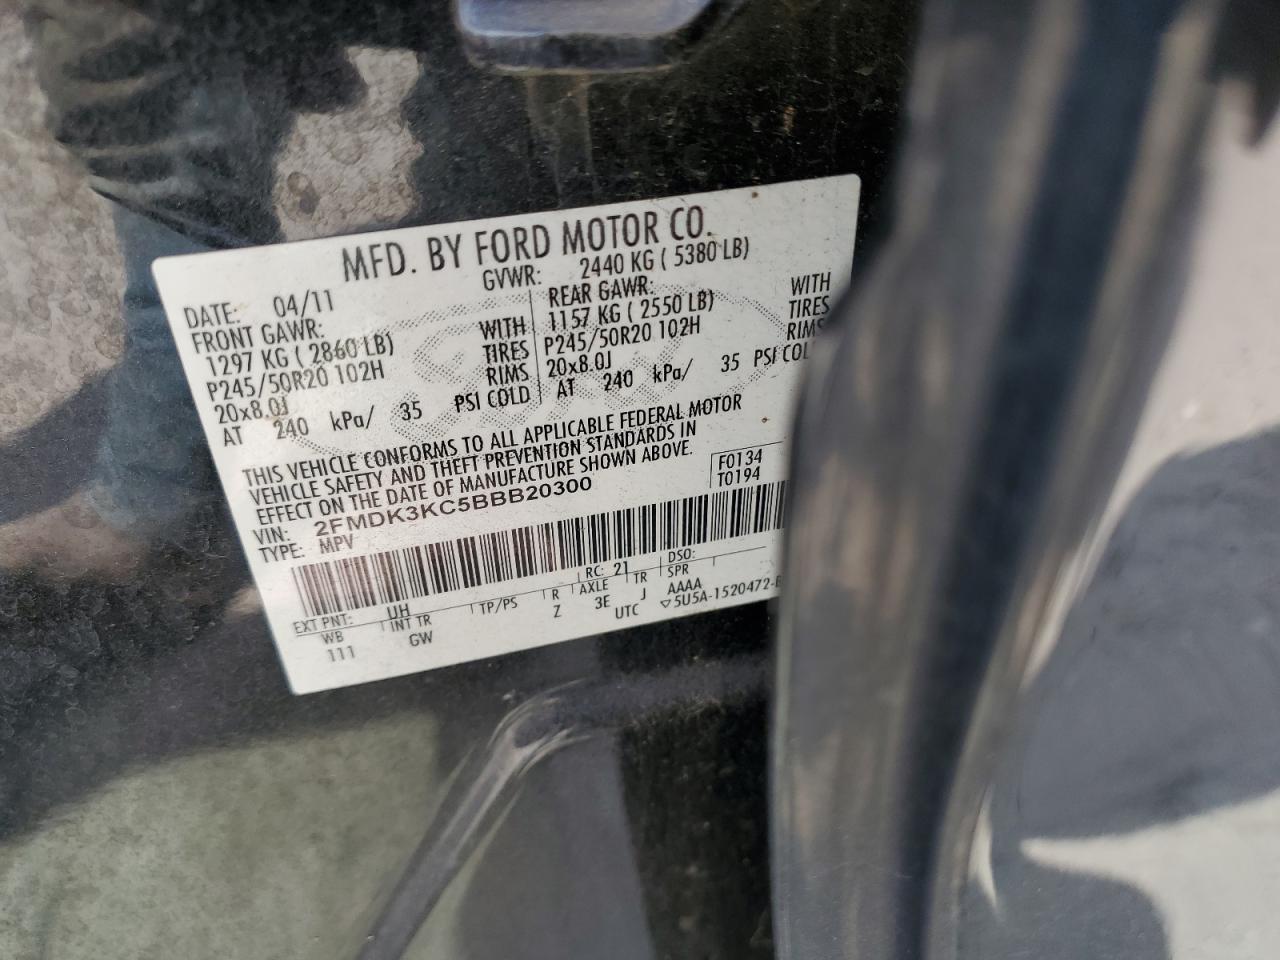 MFD. BY FORD MOTOR CO.
DATE: 04/11 GVWR: 2440 KG ( 5380 LB)
FRONT GAWR: REAR GAWR:
1297 KG ( 2860 LB) WITH 1157 KG ( 2550 LB) WITH
P245/50R20 102H TIRES P245/50R20 102H TIRES
20x8.0J RIMS 20x8.0J RIMS
AT 240 kPa/ 35 PSI COLD AT 240 kPa/ 35 PSI COL
THIS VEHICLE CONFORMS TO ALL APPLICABLE FEDERAL MOTOR
VEHICLE SAFETY AND THEFT PREVENTION STANDARDS IN
EFFECT ON THE DATE OF MANUFACTURE SHOWN ABOVE.
F0134
T0194
VIN: 2FMDK3KC5BBB20300
TYPE: MPV
EXT PNT: UH RC: 21 DSO:
WB INT TR TP/PS R AXLE TR SPR
111 GW Z 3E J AAAA
UTC ▽5U5A-1520472-